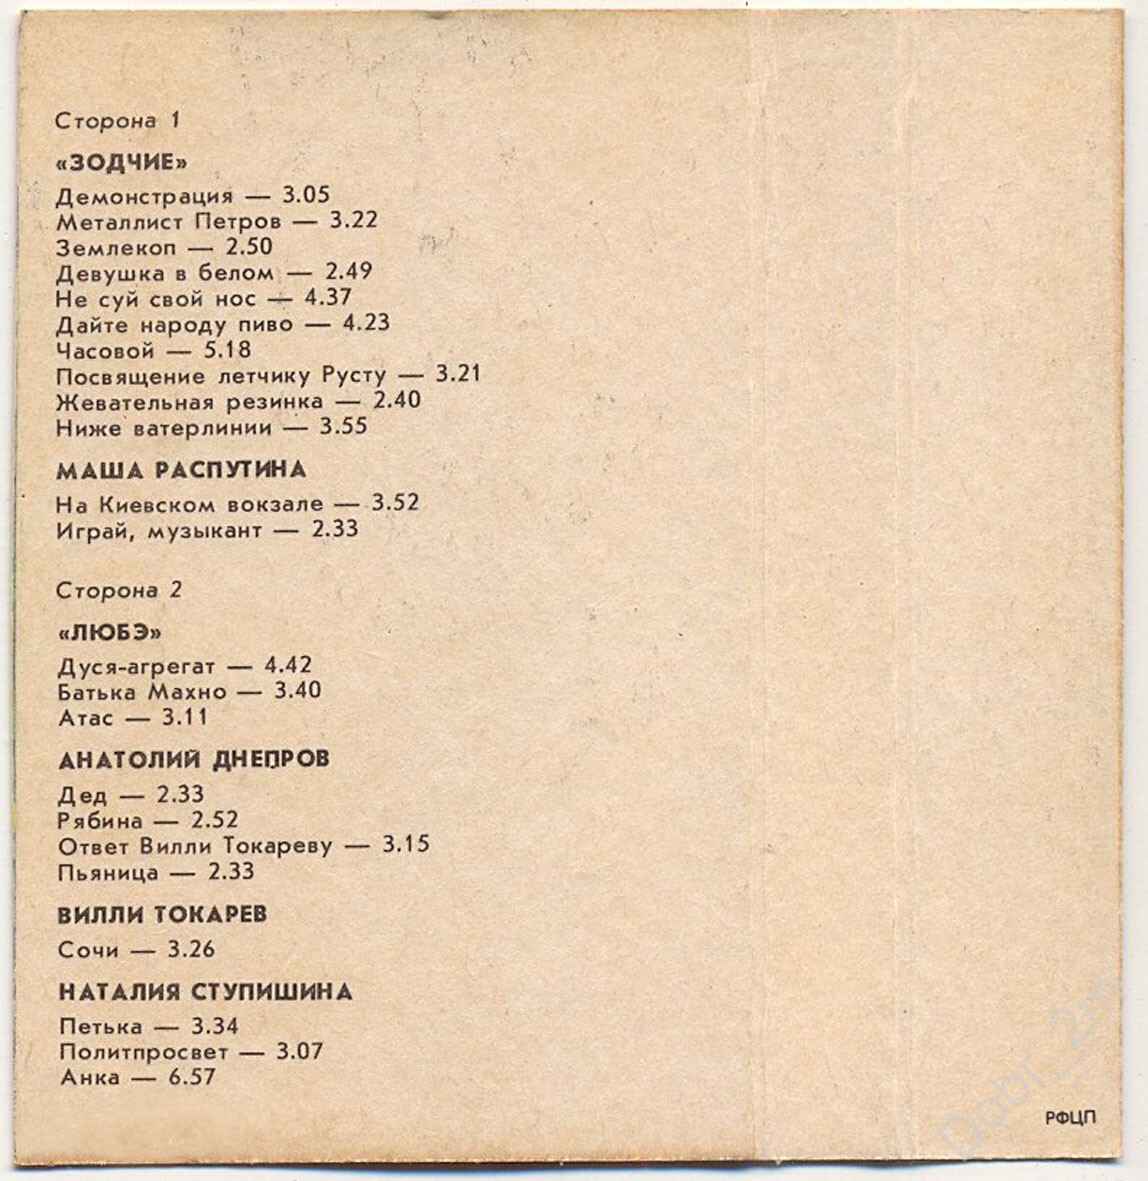 Сторона 1
«ЗОДЧИЕ»
Демонстрация — 3.05
Металлист Петров — 3.22
Землекоп — 2.50
Девушка в белом — 2.49
Не суй свой нос — 4.37
Дайте народу пиво — 4.23
Часовой — 5.18
Посвящение летчику Русту — 3.21
Жевательная резинка — 2.40
Ниже ватерлинии — 3.55
МАША РАСПУТИНА
На Киевском вокзале — 3.52
Играй, музыкант — 2.33
Сторона 2
«ЛЮБЭ»
Дуся-агрегат — 4.42
Батька Махно — 3.40
Атас — 3.11
АНАТОЛИЙ ДНЕПРОВ
Дед — 2.33
Рябина — 2.52
Ответ Вилли Токареву — 3.15
Пьяница — 2.33
ВИЛЛИ ТОКАРЕВ
Сочи — 3.26
НАТАЛИЯ СТУПИШИНА
Петька — 3.34
Политпросвет — 3.07
Анка — 6.57
РФЦП
Dobr_2m